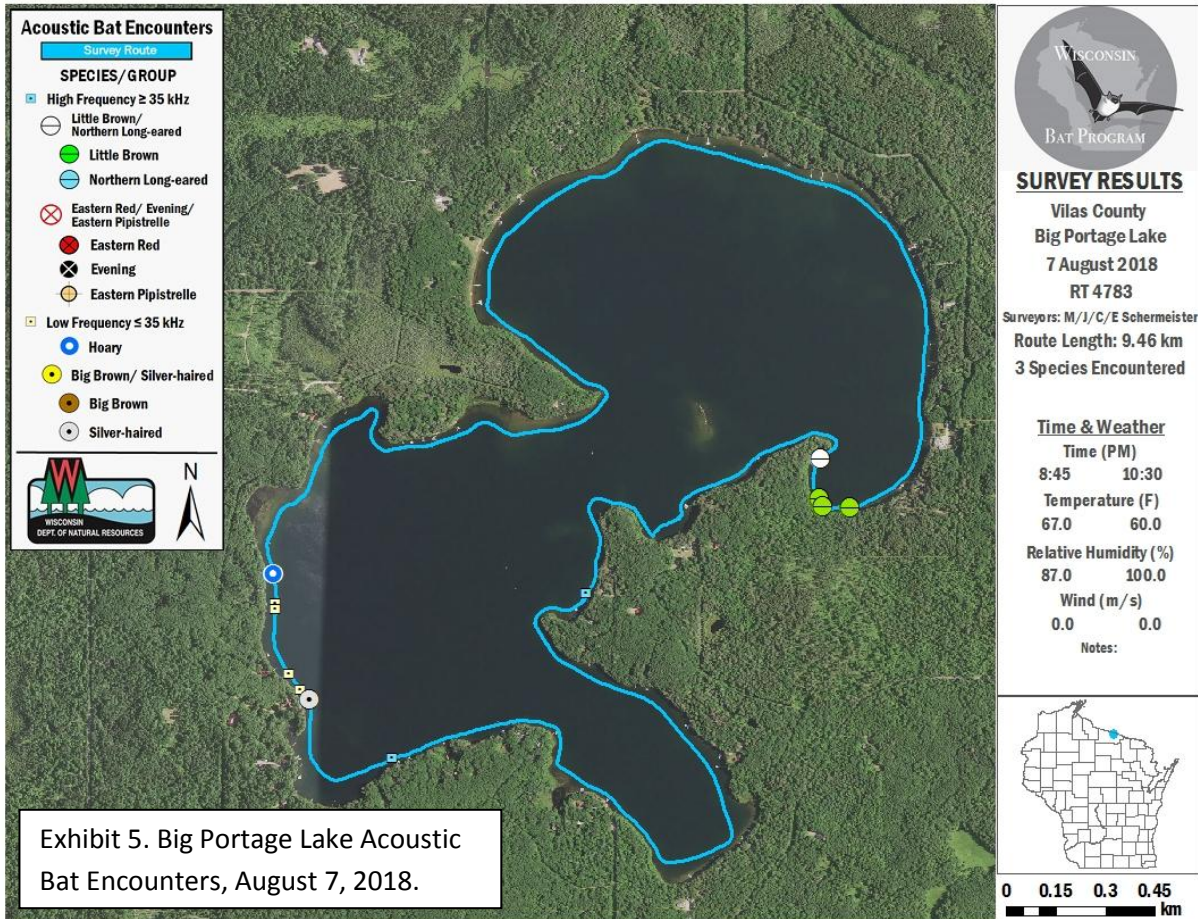 Acoustic Bat Encounters
Survey Route
SPECIES/GROUP
High Frequency ≥ 35 kHz
Little Brown/
Northern Long-eared
Little Brown
Northern Long-eared
Eastern Red/ Evening/
Eastern Pipistrelle
Eastern Red
Evening
Eastern Pipistrelle
Low Frequency ≤ 35 kHz
Hoary
Big Brown/ Silver-haired
Big Brown
Silver-haired
W
WISCONSIN
DEPT. OF NATURAL RESOURCES
N
Exhibit 5. Big Portage Lake Acoustic
Bat Encounters, August 7, 2018.
WISCONSIN
BAT PROGRAM
SURVEY RESULTS
Vilas County
Big Portage Lake
7 August 2018
RT 4783
Surveyors: M/J/C/E Schermeister
Route Length: 9.46 km
3 Species Encountered
Time & Weather
Time (PM)
8:45 10:30
Temperature (F)
67.0 60.0
Relative Humidity (%)
87.0 100.0
Wind (m/s)
0.0 0.0
Notes:
0 0.15 0.3 0.45
km